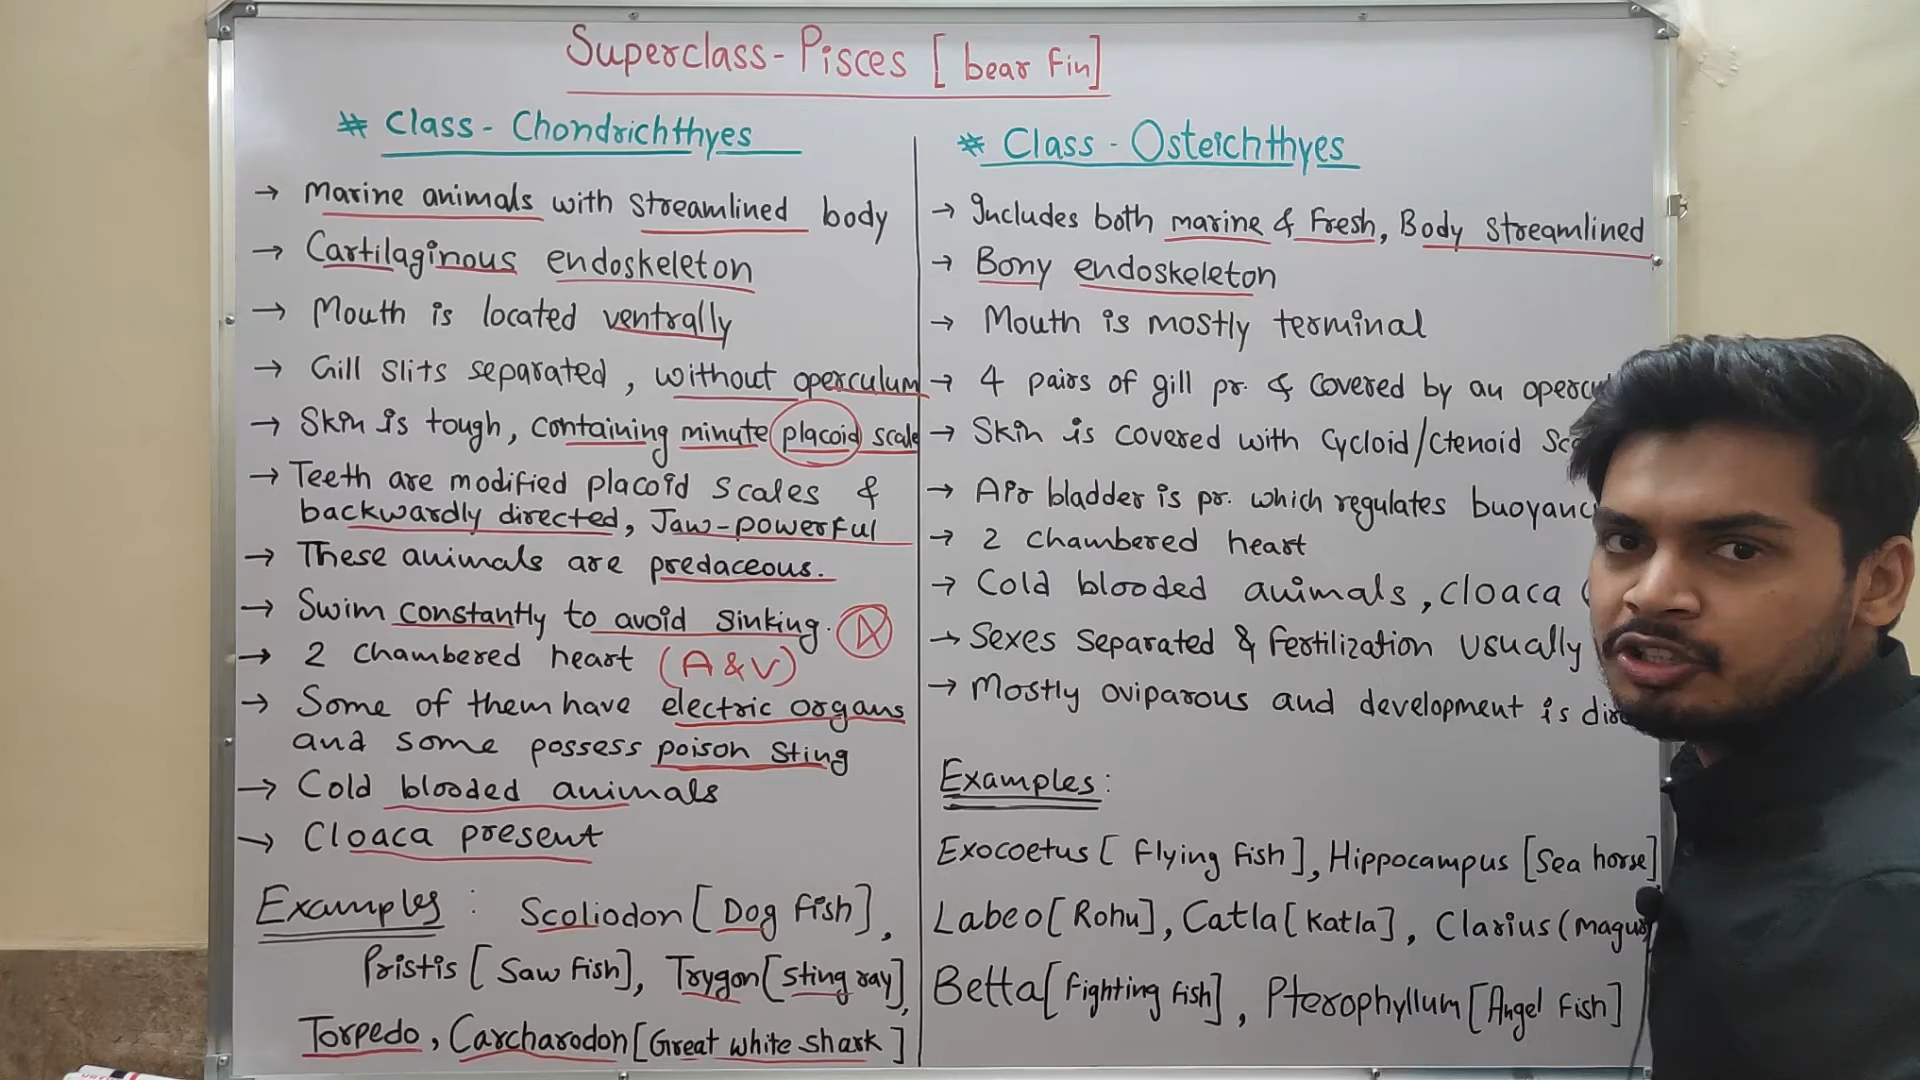 Superclass - Pisces [ bear Fin]
# Class - Chondrichthyes
→ Marine animals with streamlined body
→ Cartilaginous endoskeleton
→ Mouth is located ventrally
→ Gill slits separated, without operculum
→ Skin is tough, containing minute placoid scale
→ Teeth are modified placoid scales &
backwardly directed, Jaw-powerful
→ These animals are predaceous.
→ Swim constantly to avoid sinking.
→ 2 chambered heart (A & V)
→ Some of them have electric organs
and some possess poison sting
→ Cold blooded animals
→ Cloaca present
Examples : Scoliodon [Dog fish],
Pristis [Saw fish], Trygon [sting ray],
Torpedo, Carcharodon [Great white shark]
# Class - Osteichthyes
→ Includes both marine & Fresh, Body streamlined
→ Bony endoskeleton
→ Mouth is mostly terminal
→ 4 pairs of gill pr. & covered by an opercu
→ Skin is covered with cycloid/ctenoid Sc
→ Air bladder is pr. which regulates buoyanc
→ 2 chambered heart
→ Cold blooded animals, cloaca
→ Sexes separated & fertilization usually
→ Mostly oviparous and development is dir
Examples :
Exocoetus [ Flying fish], Hippocampus [Sea horse]
Labeo [Rohu], Catla [Katla], Clarius (Magur
Betta [Fighting fish], Pterophyllum [Angel fish]